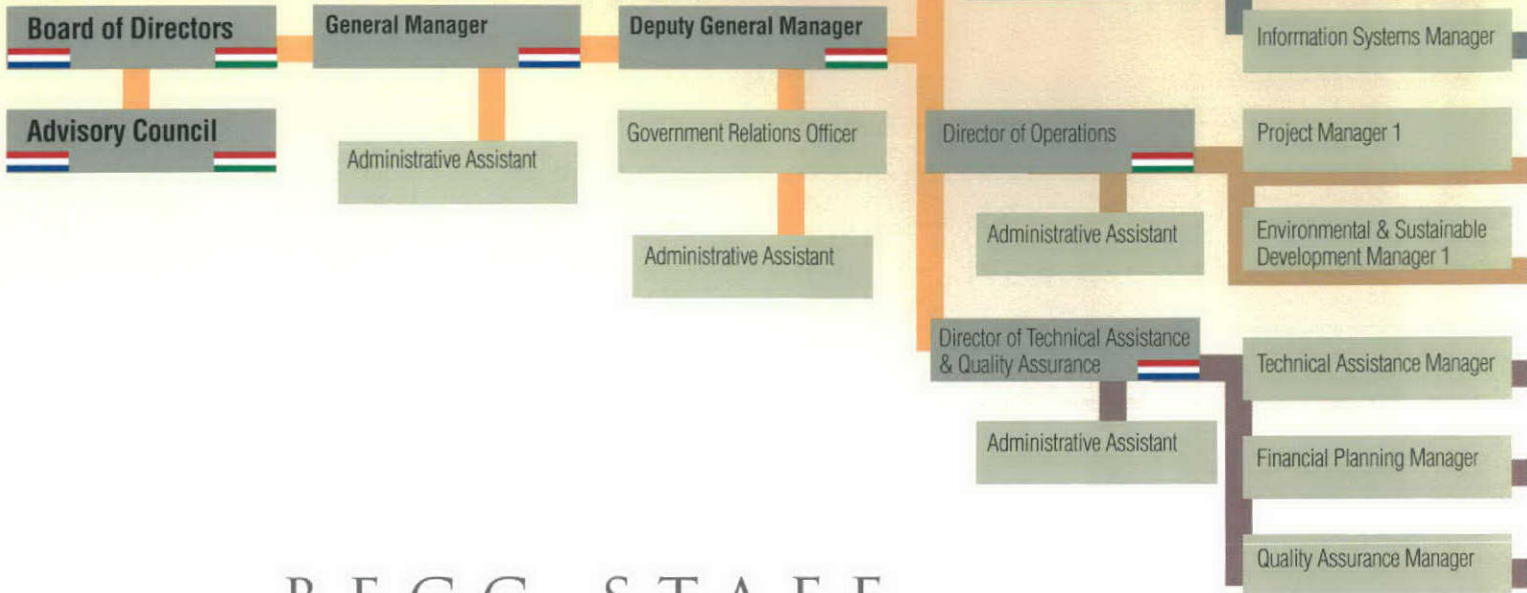 Board of Directors
General Manager
Deputy General Manager
Information Systems Manager
Advisory Council
Administrative Assistant
Government Relations Officer
Administrative Assistant
Director of Operations
Project Manager 1
Administrative Assistant
Environmental & Sustainable
Development Manager 1
Director of Technical Assistance
& Quality Assurance
Technical Assistance Manager
Administrative Assistant
Financial Planning Manager
Quality Assurance Manager
BECC STAFF